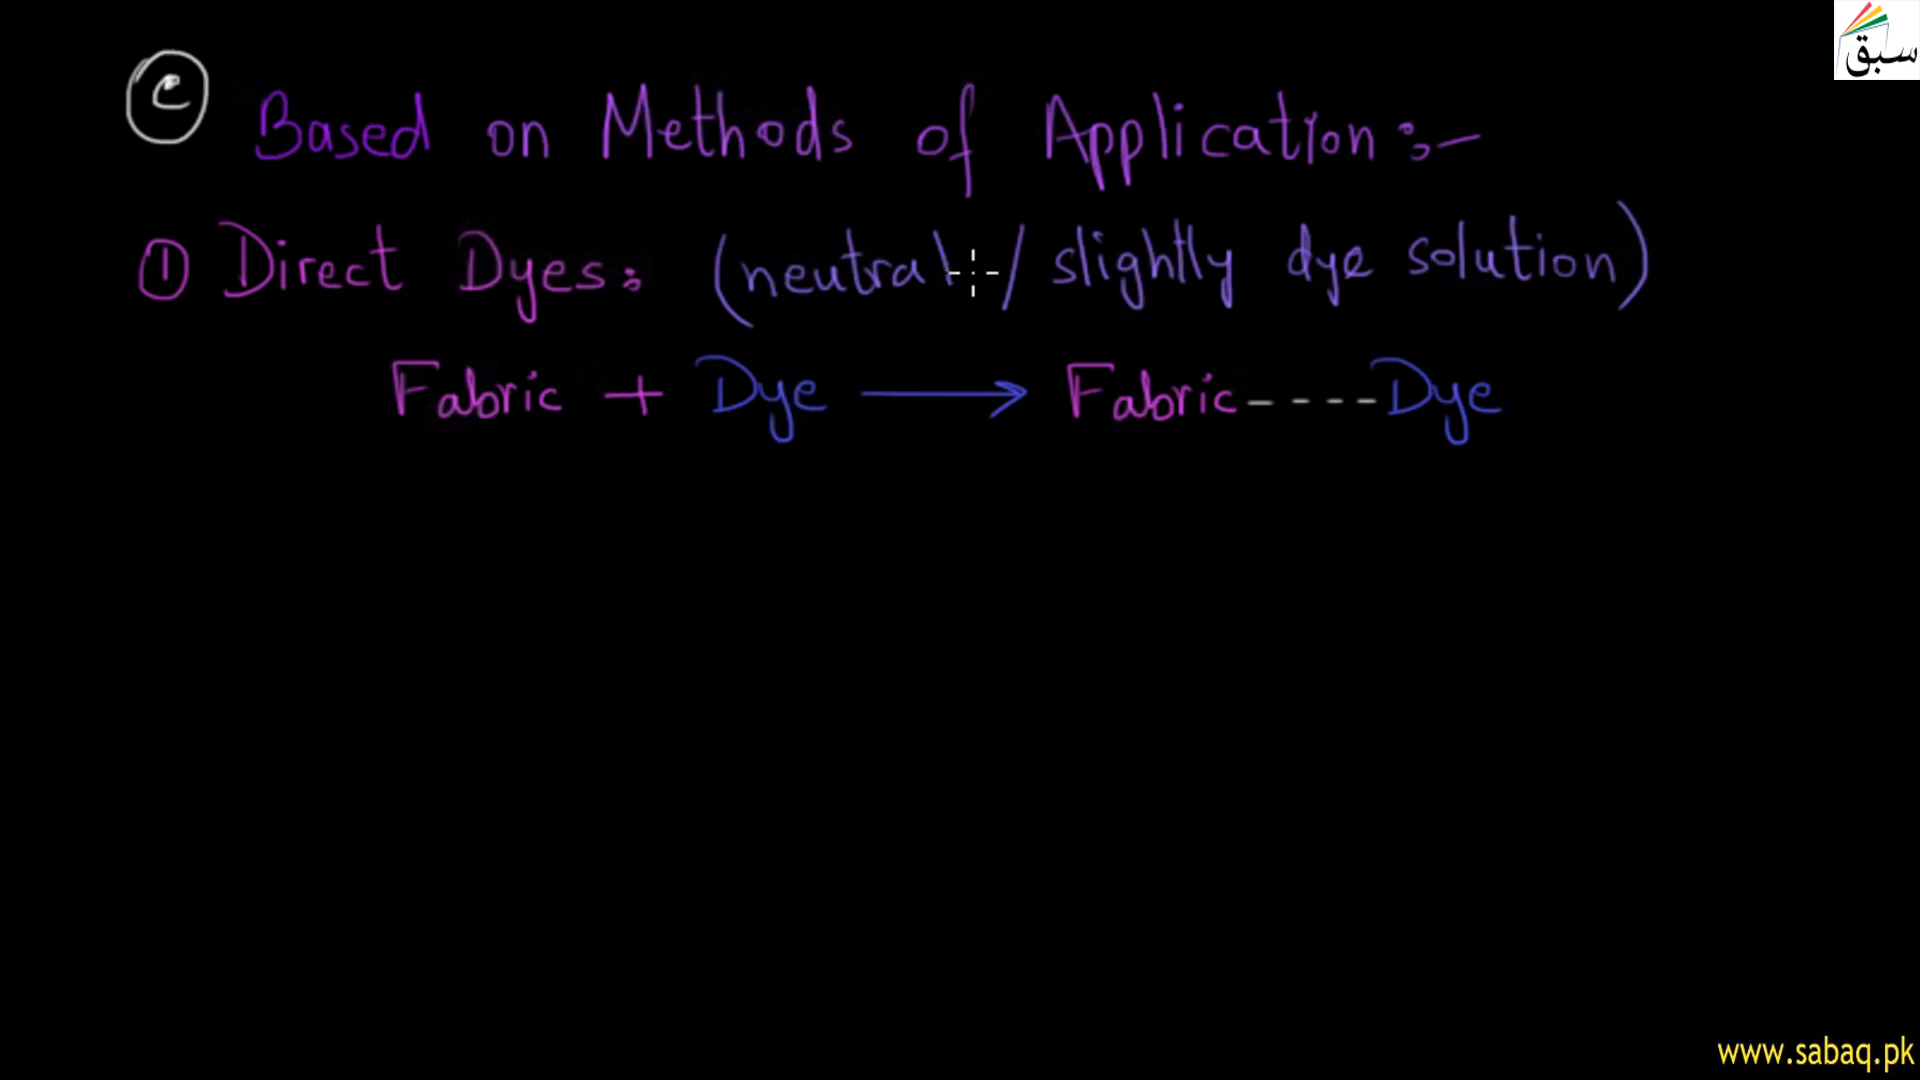 سبق
C Based on Methods of Application:-
① Direct Dyes: (neutral / slightly dye solution)
Fabric + Dye → Fabric ---- Dye
www.sabaq.pk